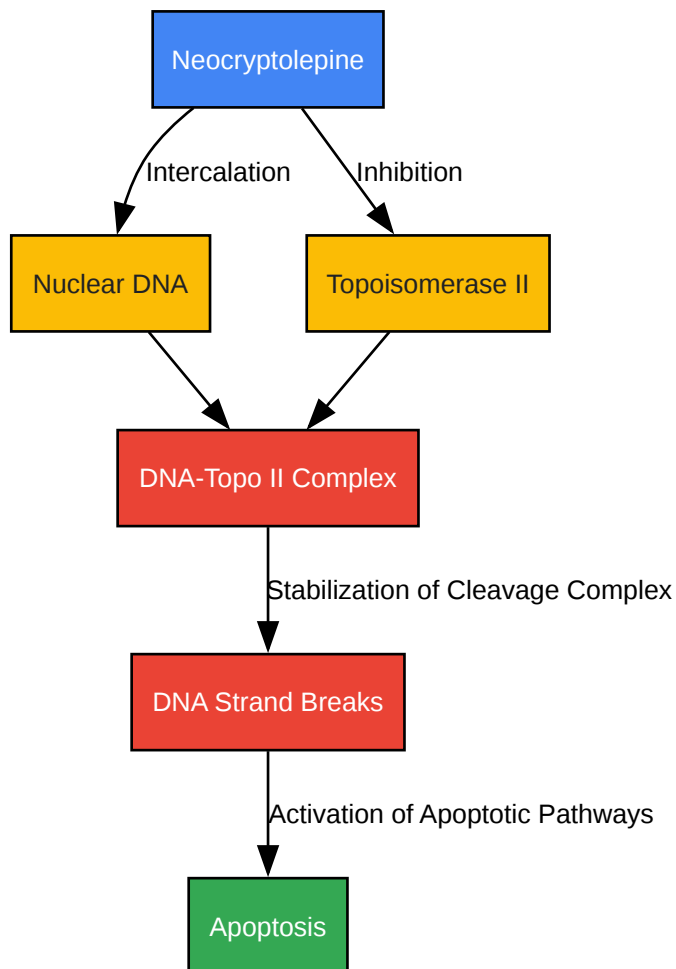 Neocryptolepine
Intercalation
Inhibition
Nuclear DNA
Topoisomerase II
DNA-Topo II Complex
Stabilization of Cleavage Complex
DNA Strand Breaks
Activation of Apoptotic Pathways
Apoptosis